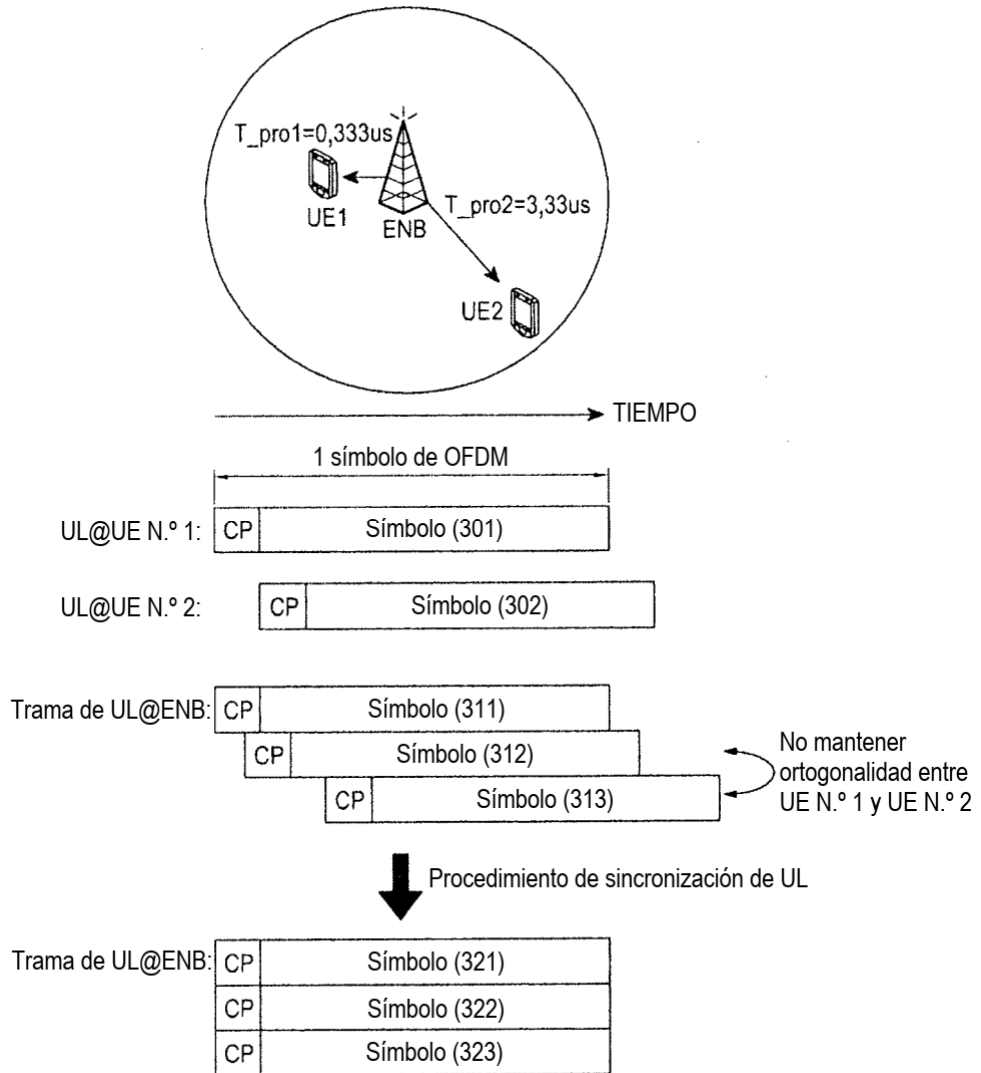 T_pro1=0,333us
UE1
ENB
T_pro2=3,33us
UE2
TIEMPO
1 símbolo de OFDM
UL@UE N.º 1: CP Símbolo (301)
UL@UE N.º 2: CP Símbolo (302)
Trama de UL@ENB: CP Símbolo (311)
CP Símbolo (312)
CP Símbolo (313)
No mantener
ortogonalidad entre
UE N.º 1 y UE N.º 2
Procedimiento de sincronización de UL
Trama de UL@ENB: CP Símbolo (321)
CP Símbolo (322)
CP Símbolo (323)